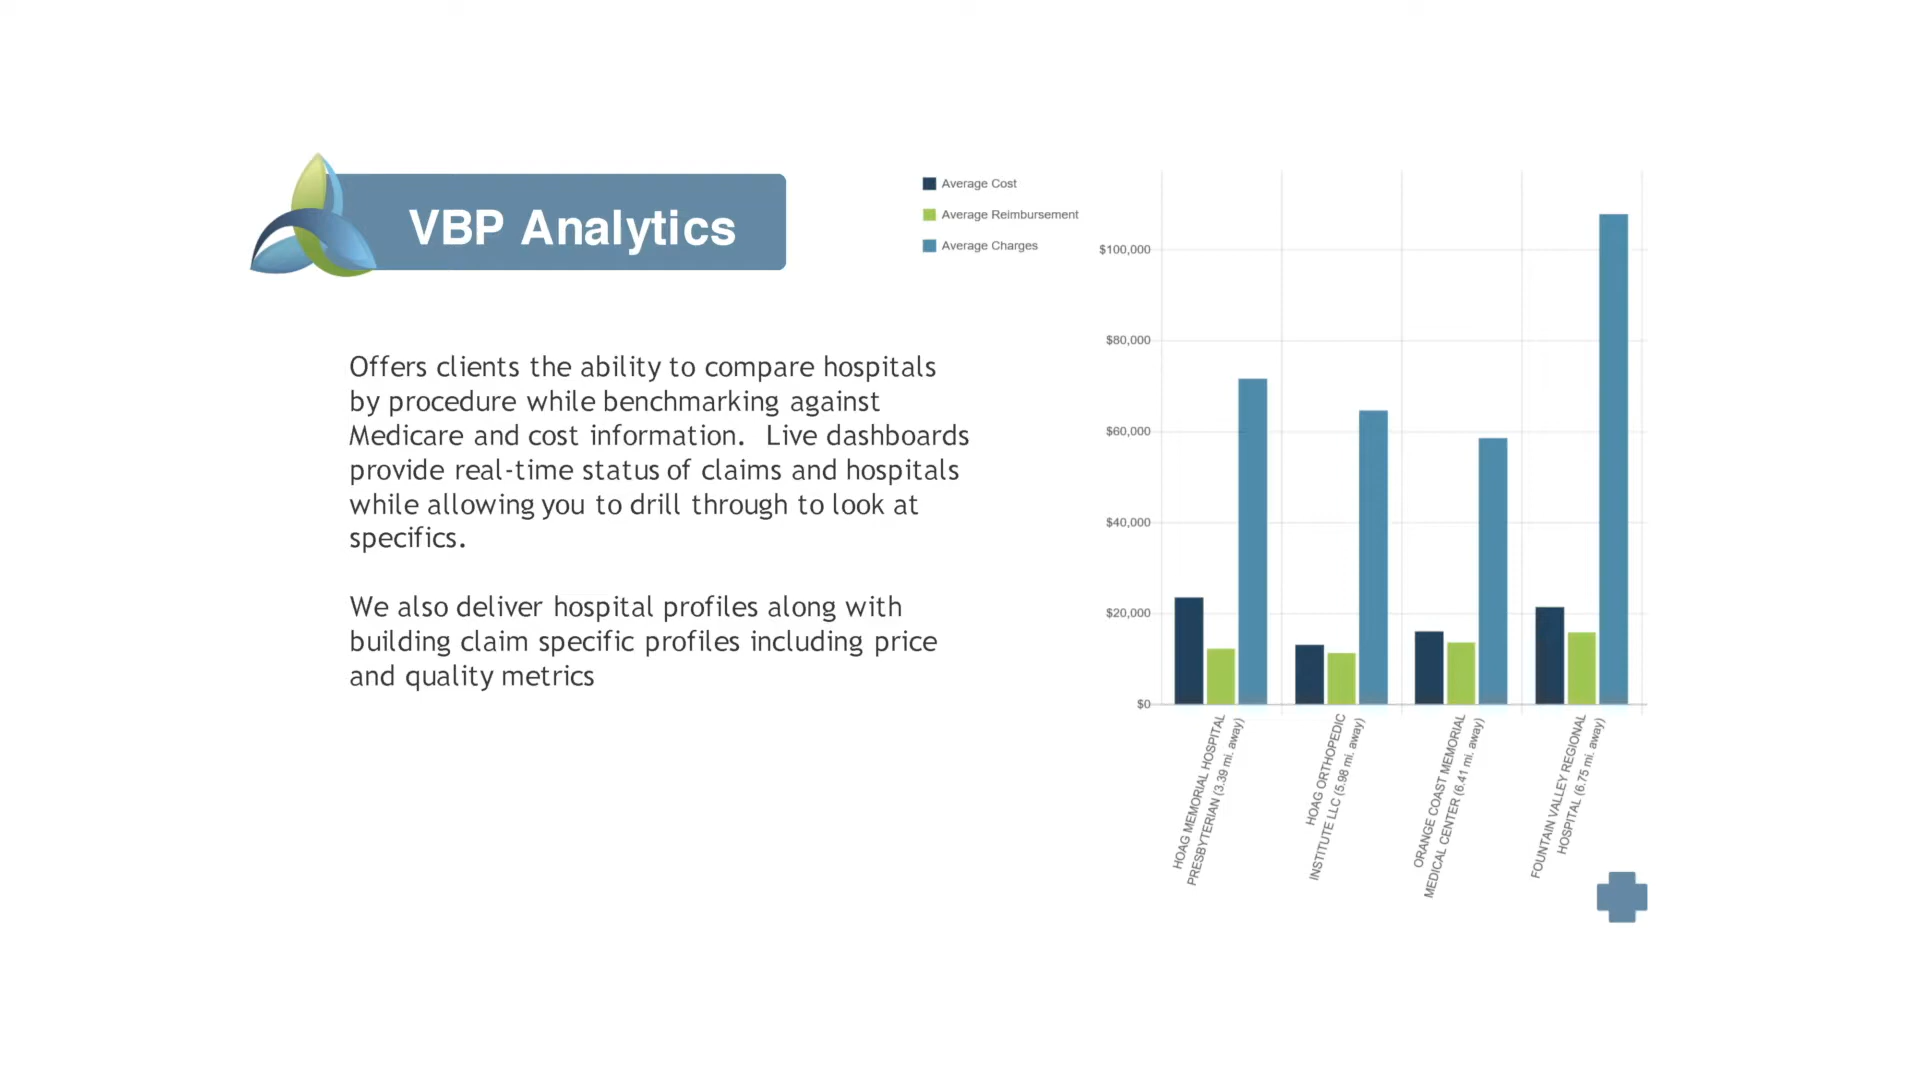 VBP Analytics
Offers clients the ability to compare hospitals
by procedure while benchmarking against
Medicare and cost information.  Live dashboards
provide real-time status of claims and hospitals
while allowing you to drill through to look at
specifics.
We also deliver hospital profiles along with
building claim specific profiles including price
and quality metrics
Average Cost
Average Reimbursement
Average Charges
$100,000
$80,000
$60,000
$40,000
$20,000
$0
HOAG MEMORIAL HOSPITAL
PRESBYTERIAN (3.39 mi. away)
HOAG ORTHOPEDIC
INSTITUTE LLC (5.98 mi. away)
ORANGE COAST MEMORIAL
MEDICAL CENTER (6.41 mi. away)
FOUNTAIN VALLEY REGIONAL
HOSPITAL (6.75 mi. away)